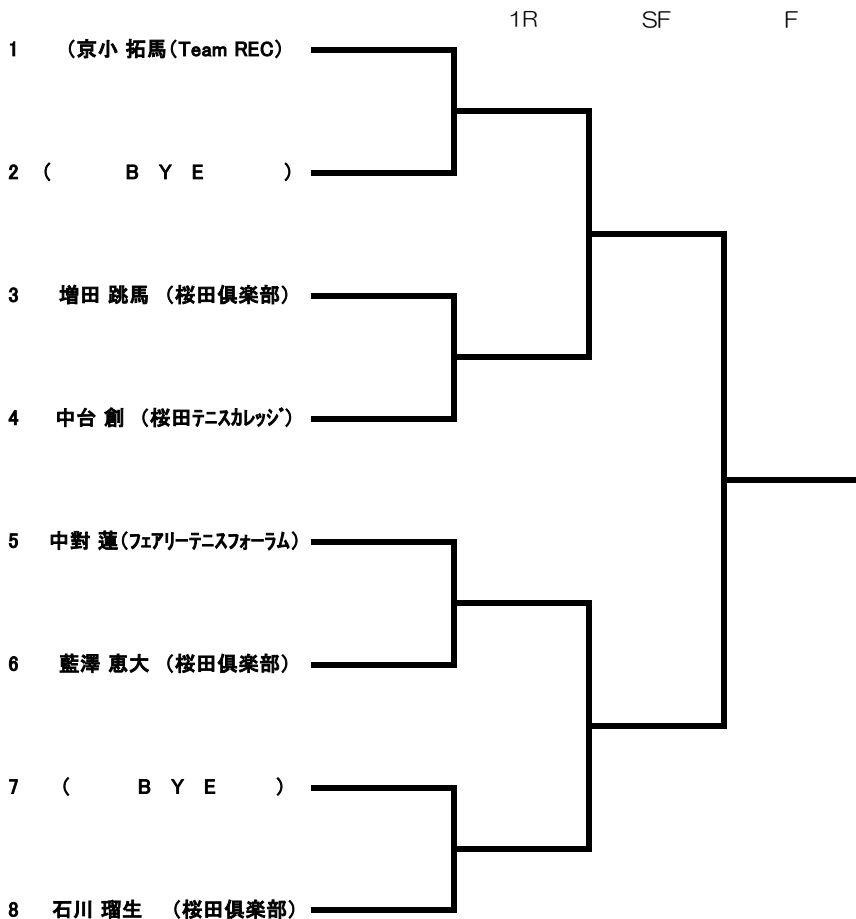 1R SF F
1 (京小 拓馬(Team REC)
2 ( B Y E )
3 増田 跳馬 (桜田倶楽部)
4 中台 創 (桜田テニスカレッジ)
5 中對 蓮(フェアリーテニスフォーラム)
6 藍澤 恵大 (桜田倶楽部)
7 ( B Y E )
8 石川 瑠生 (桜田倶楽部)